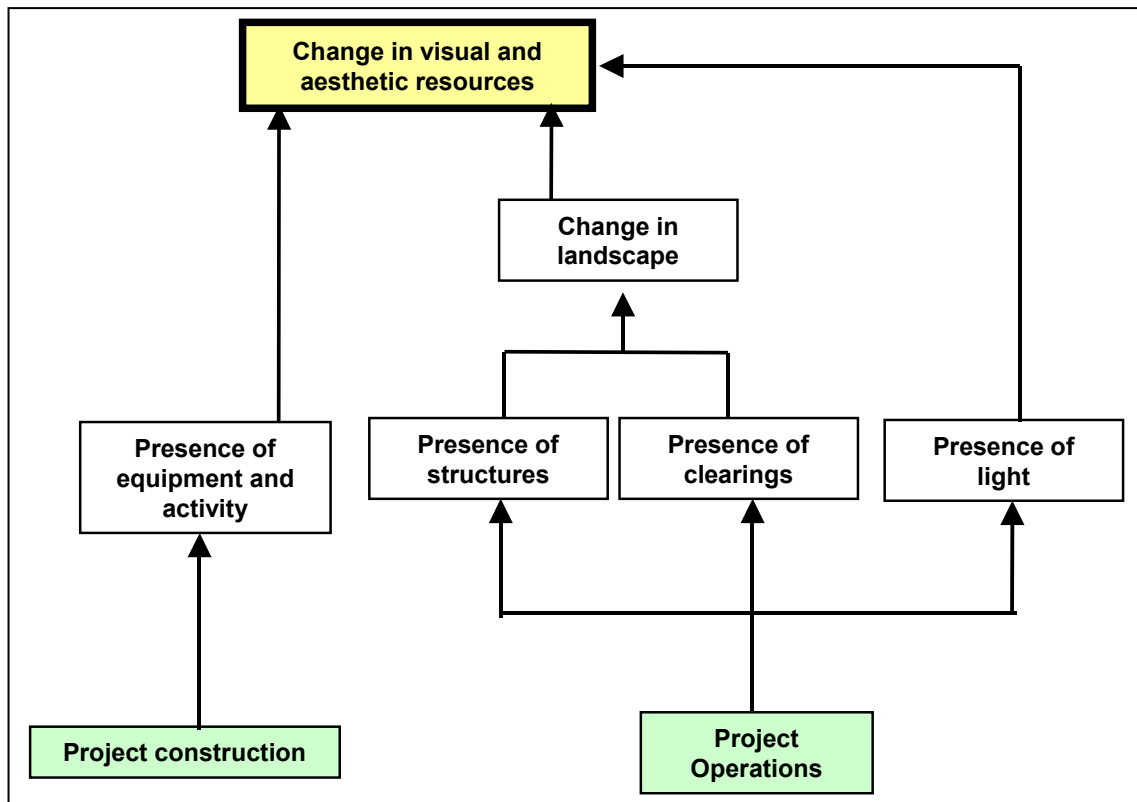 Change in visual and
aesthetic resources
Change in
landscape
Presence of
equipment and
activity
Presence of
structures
Presence of
clearings
Presence of
light
Project construction
Project
Operations